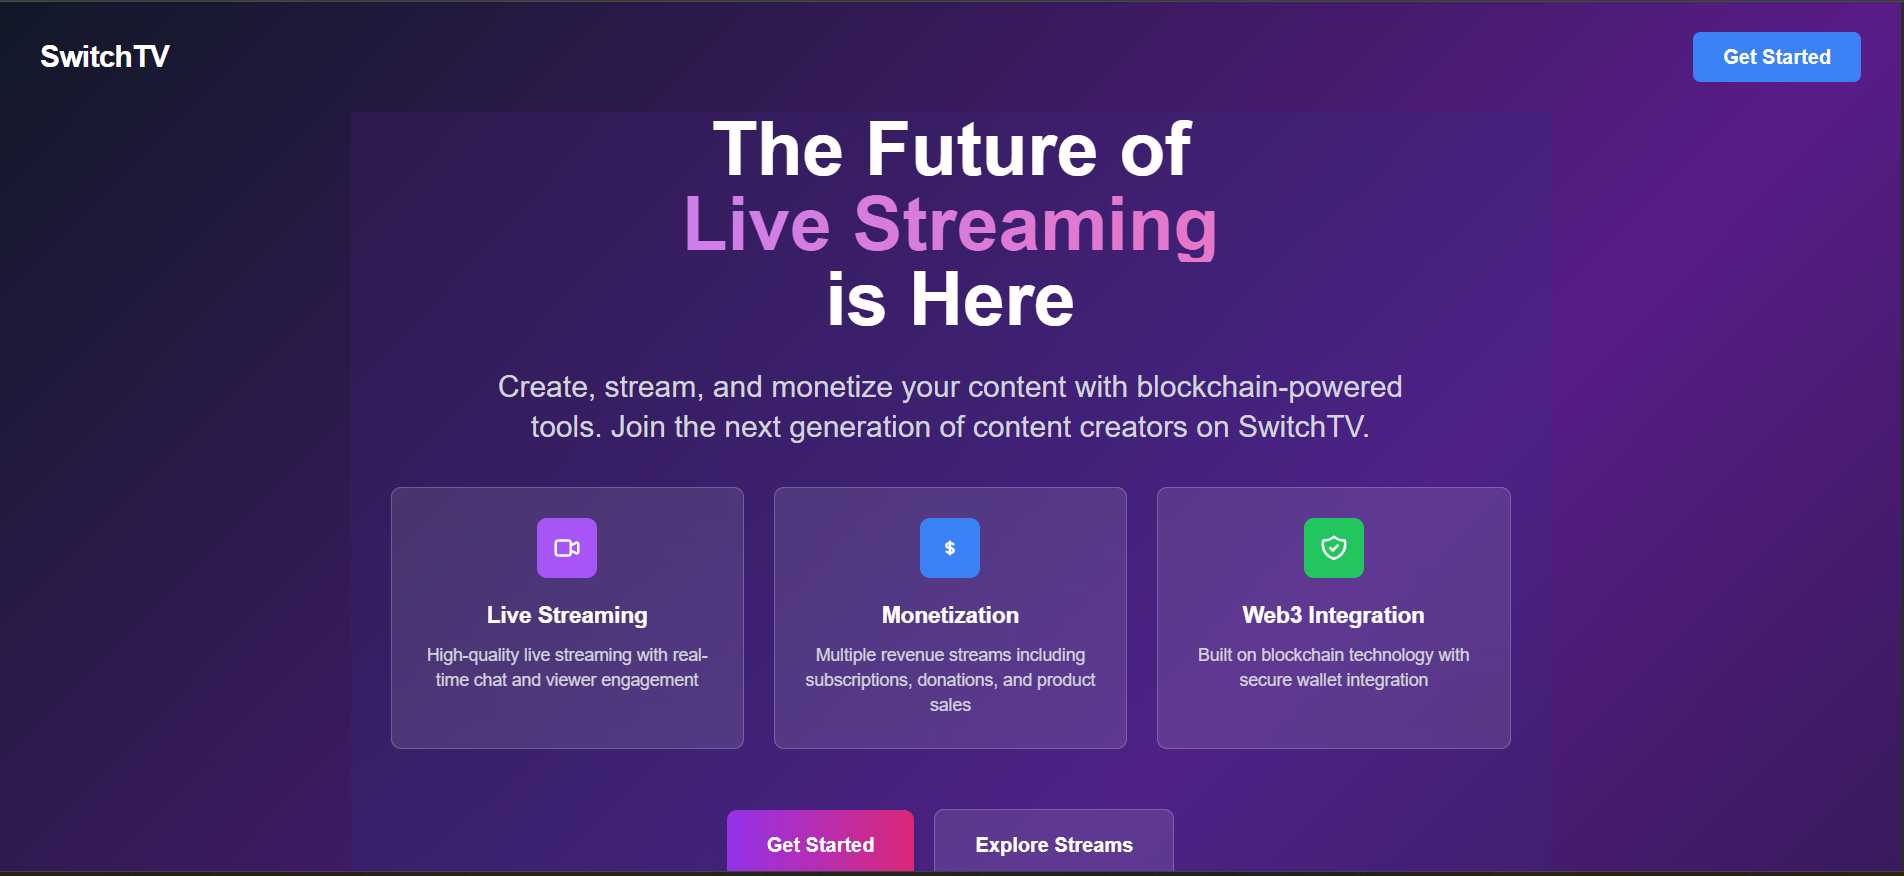 SwitchTV
Get Started
The Future of
Live Streaming
is Here
Create, stream, and monetize your content with blockchain-powered
tools. Join the next generation of content creators on SwitchTV.
$
Live Streaming
High-quality live streaming with real-
time chat and viewer engagement
Monetization
Multiple revenue streams including
subscriptions, donations, and product
sales
Web3 Integration
Built on blockchain technology with
secure wallet integration
Get Started
Explore Streams